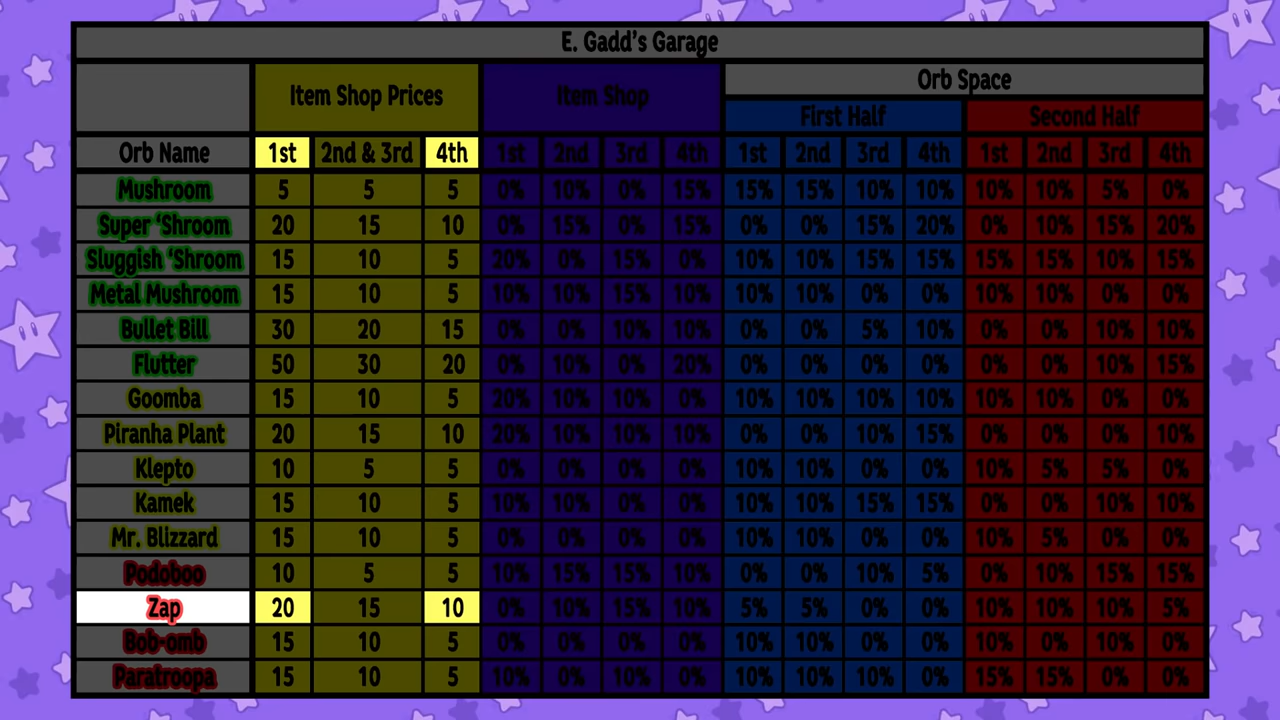 E. Gadd's Garage
Item Shop Prices Item Shop Orb Space
First Half Second Half
Orb Name 1st 2nd & 3rd 4th 1st 2nd 3rd 4th 1st 2nd 3rd 4th 1st 2nd 3rd 4th
Mushroom 5 5 5 0% 10% 0% 15% 15% 15% 10% 10% 10% 10% 5% 0%
Super ‘Shroom 20 15 10 0% 15% 0% 15% 0% 0% 15% 20% 0% 10% 15% 20%
Sluggish ‘Shroom 15 10 5 20% 0% 15% 0% 10% 10% 15% 15% 15% 15% 10% 15%
Metal Mushroom 15 10 5 10% 10% 15% 10% 10% 10% 0% 0% 10% 10% 0% 0%
Bullet Bill 30 20 15 0% 0% 10% 10% 0% 0% 5% 10% 0% 0% 10% 10%
Flutter 50 30 20 0% 10% 0% 20% 0% 0% 0% 0% 0% 0% 10% 15%
Goomba 15 10 5 20% 10% 10% 0% 10% 10% 10% 10% 10% 10% 0% 0%
Piranha Plant 20 15 10 20% 10% 10% 10% 0% 0% 10% 15% 0% 0% 0% 10%
Klepto 10 5 5 0% 0% 0% 0% 10% 10% 10% 0% 10% 5% 5% 0%
Kamek 15 10 5 10% 10% 0% 0% 10% 10% 15% 15% 0% 0% 10% 10%
Mr. Blizzard 15 10 5 0% 0% 0% 0% 10% 10% 0% 0% 10% 5% 0% 0%
Podoboo 10 5 5 10% 15% 15% 10% 0% 0% 10% 5% 0% 10% 15% 15%
Zap 20 15 10 0% 10% 15% 10% 5% 5% 0% 0% 10% 10% 10% 5%
Bob-omb 15 10 5 0% 0% 0% 0% 10% 10% 0% 0% 10% 0% 10% 0%
Paratroopa 15 10 5 10% 0% 10% 0% 10% 10% 10% 0% 15% 15% 0% 0%